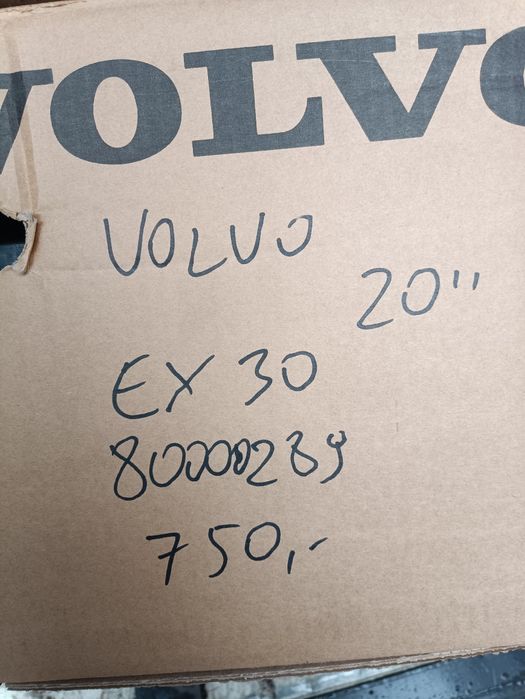 VOLVO
VOLVO
20"
EX 30
80000289
750,-